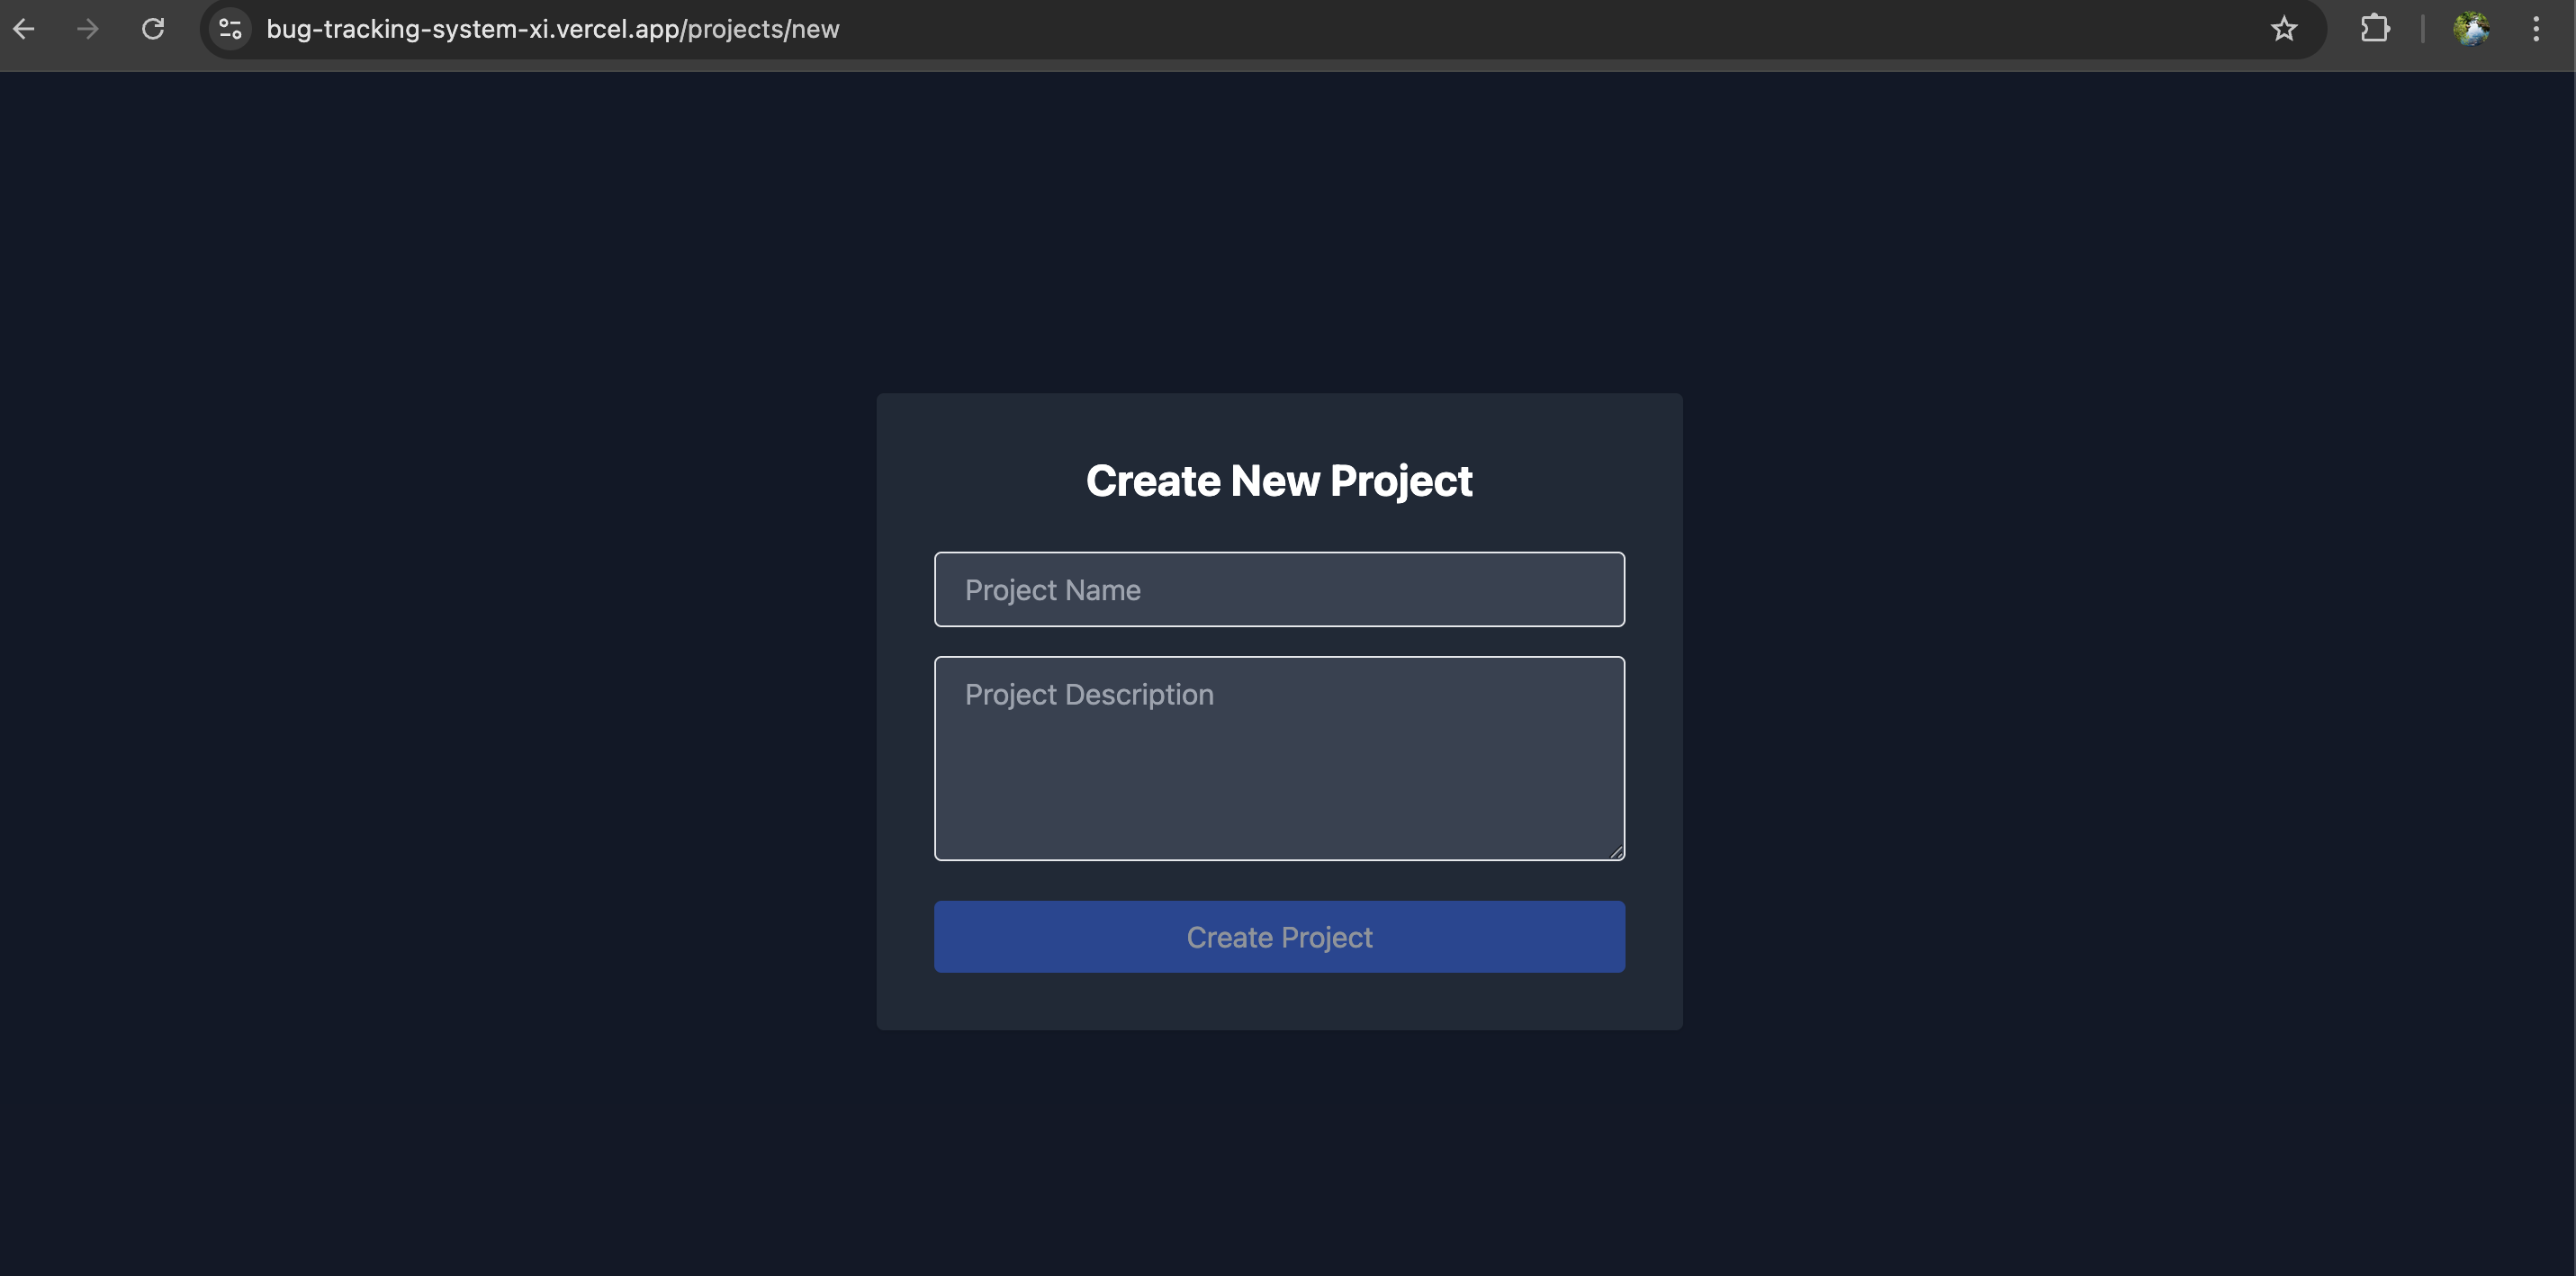 bug-tracking-system-xi.vercel.app/projects/new
Create New Project
Project Name
Project Description
Create Project